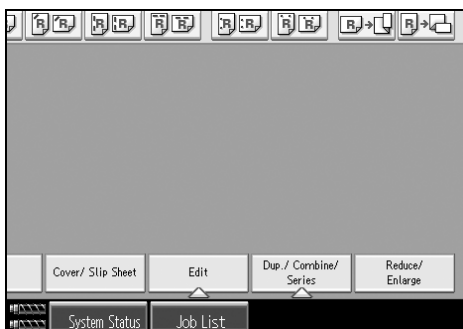 R R R R R R R R R R R R
Cover/ Slip Sheet
Edit
Dup./ Combine/
Series
Reduce/
Enlarge
System Status
Job List